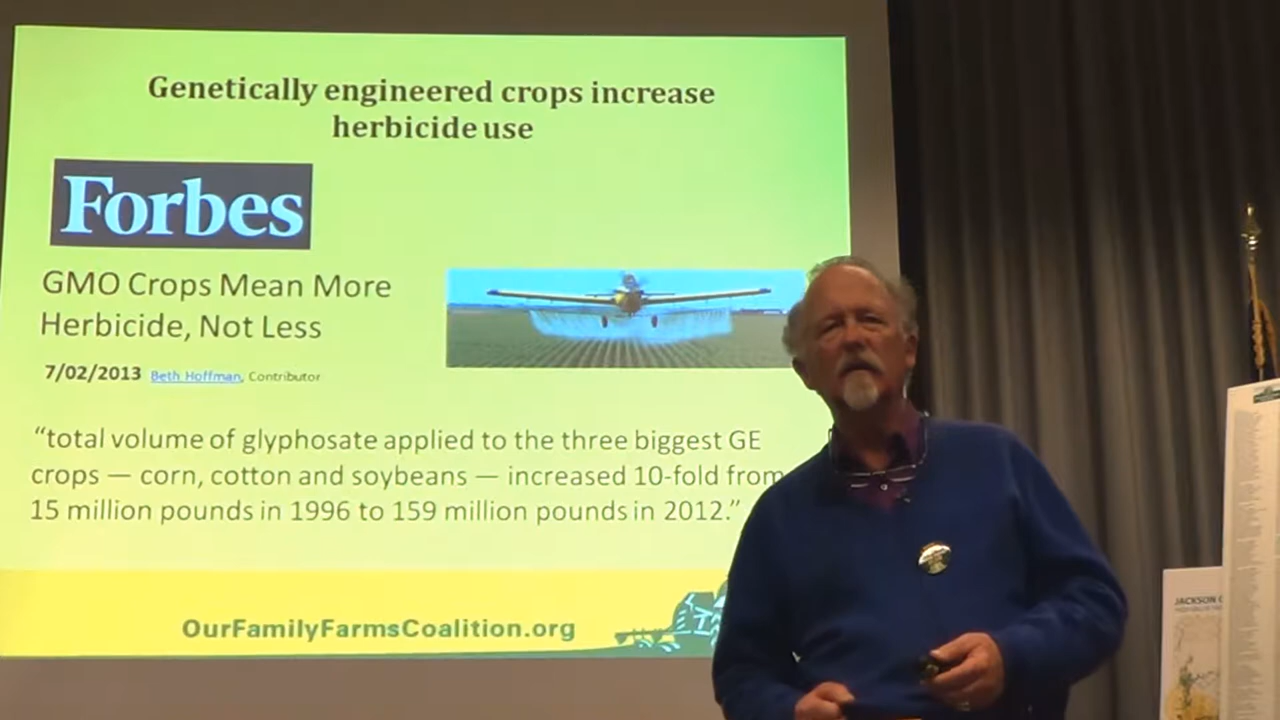 Genetically engineered crops increase
herbicide use
Forbes
GMO Crops Mean More
Herbicide, Not Less
7/02/2013 Beth Hoffman, Contributor
“total volume of glyphosate applied to the three biggest GE
crops — corn, cotton and soybeans — increased 10-fold from
15 million pounds in 1996 to 159 million pounds in 2012.”
OurFamilyFarmsCoalition.org
JACKSON